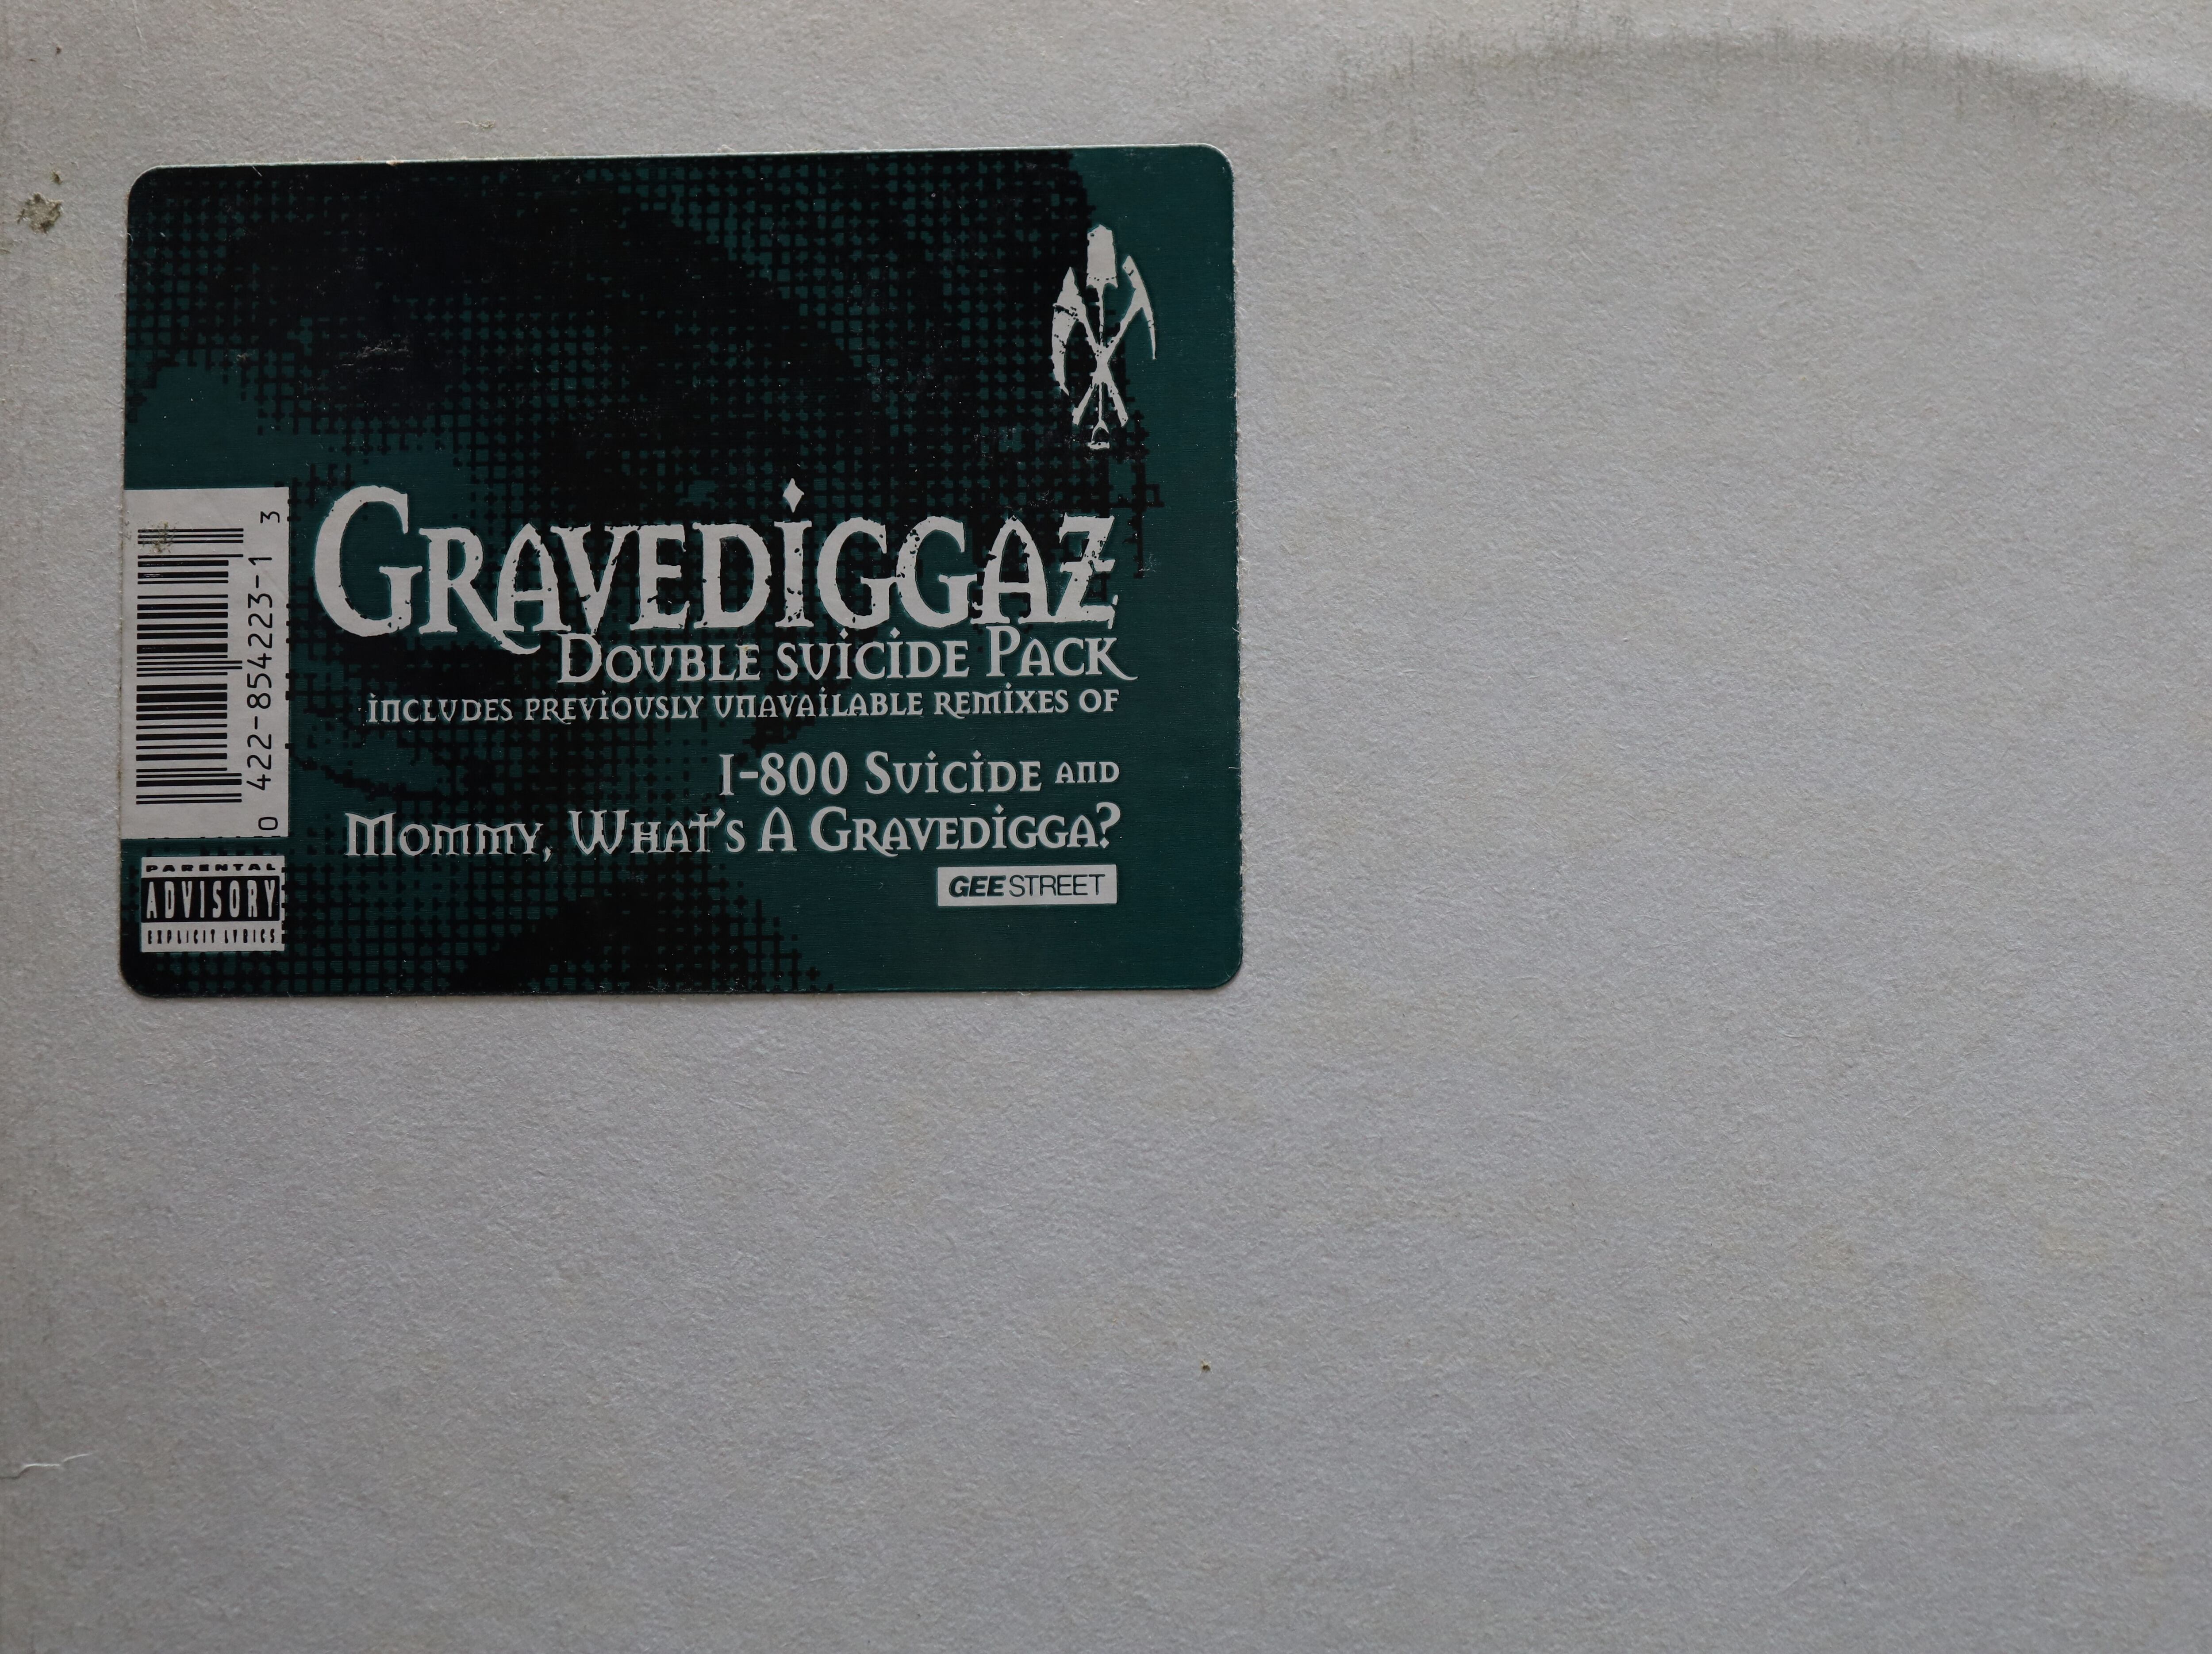 GRAVEDIGGAZ
DOUBLE SUICIDE PACK
INCLUDES PREVIOUSLY UNAVAILABLE REMIXES OF
1-800 SUICIDE AND
MOMMY, WHAT'S A GRAVEDIGGA?
GEE STREET
0 422-854223-1 3
PARENTAL
ADVISORY
EXPLICIT LYRICS